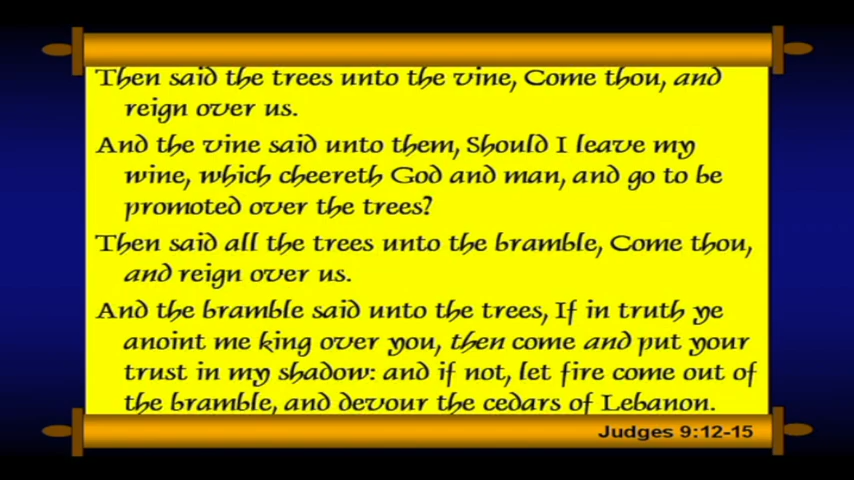 Then said the trees unto the vine, Come thou, and
reign over us.
And the vine said unto them, Should I leave my
wine, which cheereth God and man, and go to be
promoted over the trees?
Then said all the trees unto the bramble, Come thou,
and reign over us.
And the bramble said unto the trees, If in truth ye
anoint me king over you, then come and put your
trust in my shadow: and if not, let fire come out of
the bramble, and devour the cedars of Lebanon.
Judges 9:12-15